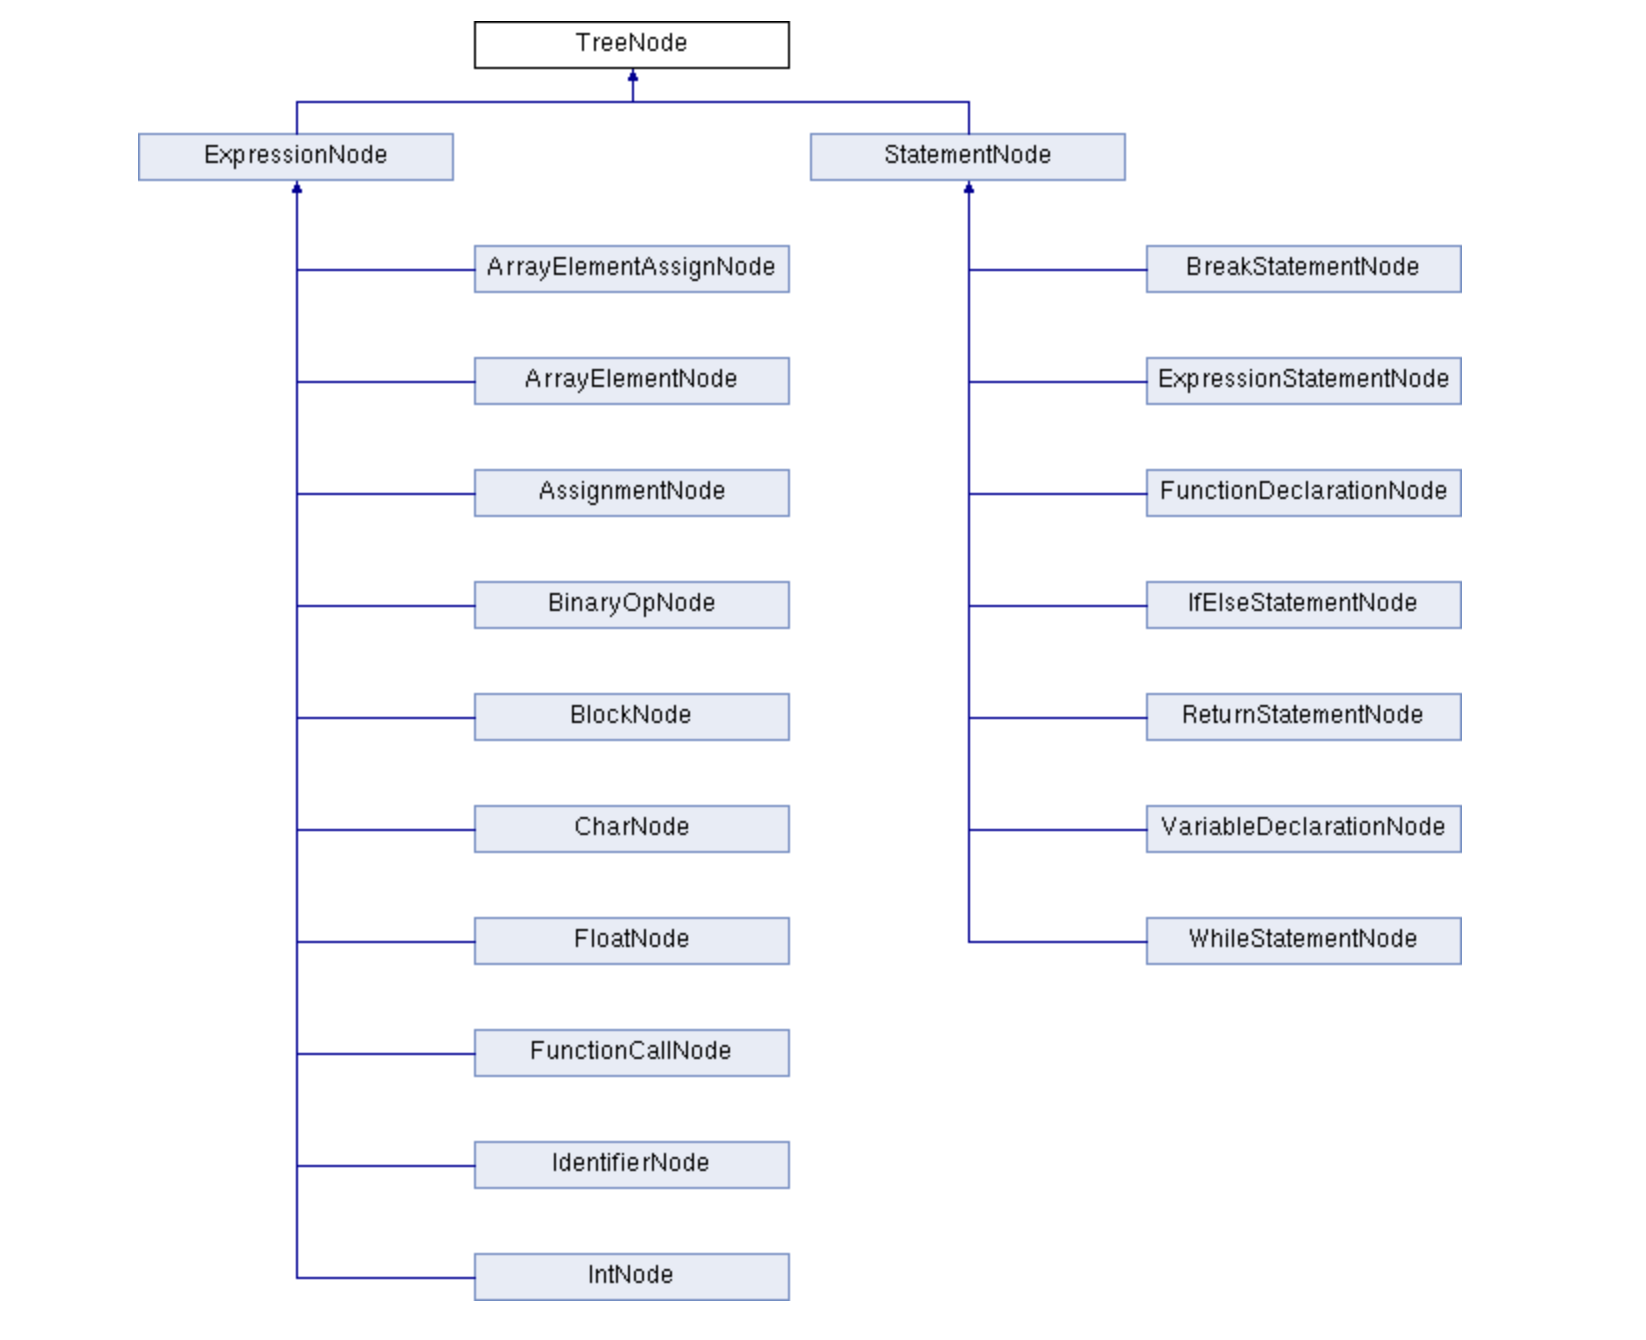 TreeNode
ExpressionNode
StatementNode
ArrayElementAssignNode
BreakStatementNode
ArrayElementNode
ExpressionStatementNode
AssignmentNode
FunctionDeclarationNode
BinaryOpNode
IfElseStatementNode
BlockNode
ReturnStatementNode
CharNode
VariableDeclarationNode
FloatNode
WhileStatementNode
FunctionCallNode
IdentifierNode
IntNode